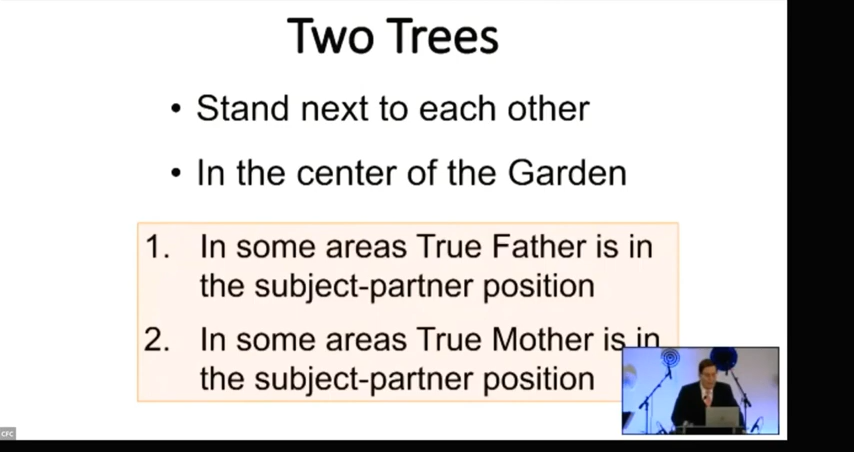 Two Trees
• Stand next to each other
• In the center of the Garden
1. In some areas True Father is in
the subject-partner position
2. In some areas True Mother is in
the subject-partner position
CFC